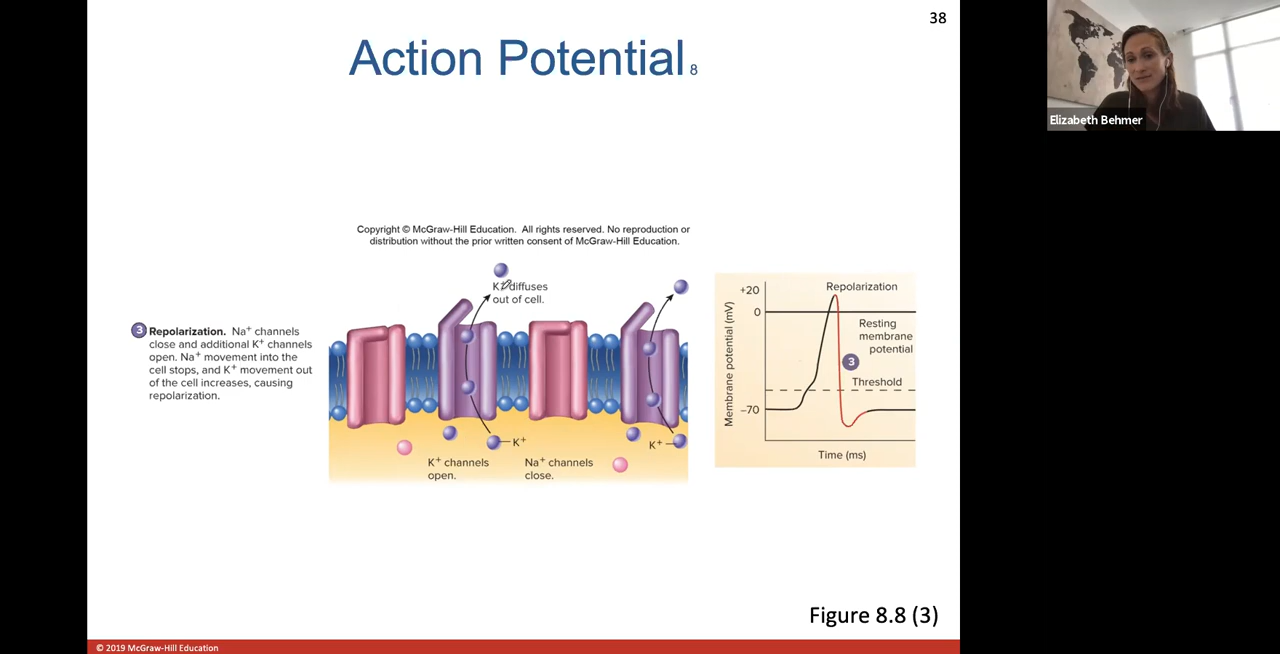 38
Action Potential 8
Elizabeth Behmer
Copyright © McGraw-Hill Education. All rights reserved. No reproduction or
distribution without the prior written consent of McGraw-Hill Education.
3 Repolarization. Na⁺ channels
close and additional K⁺ channels
open. Na⁺ movement into the
cell stops, and K⁺ movement out
of the cell increases, causing
repolarization.
K⁺ diffuses
out of cell.
K⁺
K⁺
K⁺ channels
open.
Na⁺ channels
close.
Membrane potential (mV)
+20
0
–70
Repolarization
Resting
membrane
potential
3
Threshold
Time (ms)
Figure 8.8 (3)
© 2019 McGraw-Hill Education